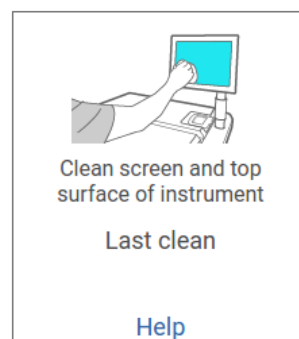 Clean screen and top
surface of instrument
Last clean
Help